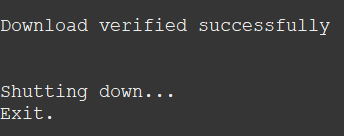 Download verified successfully
Shutting down...
Exit.